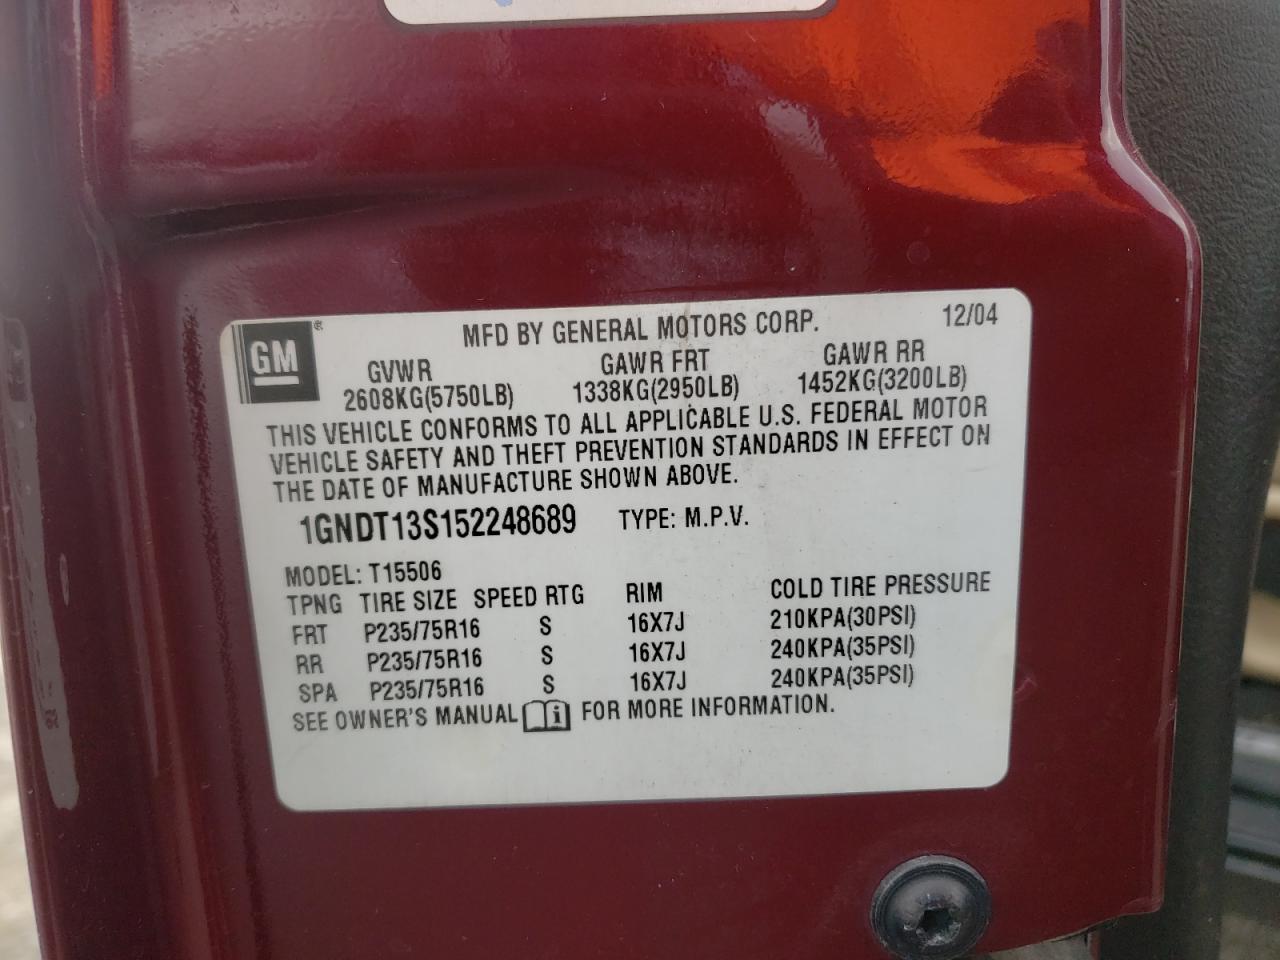 GM ®
MFD BY GENERAL MOTORS CORP. 12/04
GVWR GAWR FRT GAWR RR
2608KG(5750LB) 1338KG(2950LB) 1452KG(3200LB)
THIS VEHICLE CONFORMS TO ALL APPLICABLE U.S. FEDERAL MOTOR
VEHICLE SAFETY AND THEFT PREVENTION STANDARDS IN EFFECT ON
THE DATE OF MANUFACTURE SHOWN ABOVE.
1GNDT13S152248689 TYPE: M.P.V.
MODEL: T15506
TPNG TIRE SIZE SPEED RTG RIM COLD TIRE PRESSURE
FRT P235/75R16 S 16X7J 210KPA(30PSI)
RR P235/75R16 S 16X7J 240KPA(35PSI)
SPA P235/75R16 S 16X7J 240KPA(35PSI)
SEE OWNER'S MANUAL i FOR MORE INFORMATION.